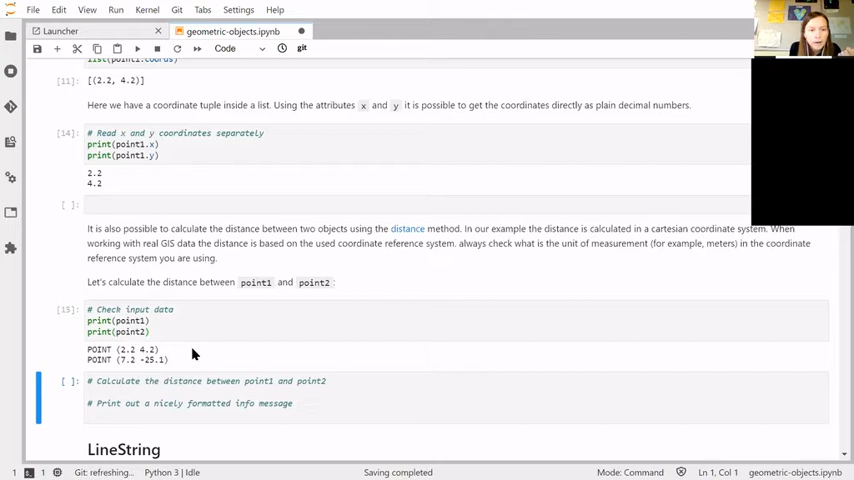 File Edit View Run Kernel Git Tabs Settings Help
Launcher
geometric-objects.ipynb
Code
git
list(point1.coords)
[11]: [(2.2, 4.2)]
Here we have a coordinate tuple inside a list. Using the attributes x and y it is possible to get the coordinates directly as plain decimal numbers.
[14]: # Read x and y coordinates separately
print(point1.x)
print(point1.y)
2.2
4.2
[ ]:
It is also possible to calculate the distance between two objects using the distance method. In our example the distance is calculated in a cartesian coordinate system. When
working with real GIS data the distance is based on the used coordinate reference system. always check what is the unit of measurement (for example, meters) in the coordinate
reference system you are using.
Let's calculate the distance between point1 and point2:
[15]: # Check input data
print(point1)
print(point2)
POINT (2.2 4.2)
POINT (7.2 -25.1)
[ ]: # Calculate the distance between point1 and point2
# Print out a nicely formatted info message
LineString
1 1 Git: refreshing... Python 3 | Idle Saving completed Mode: Command Ln 1, Col 1 geometric-objects.ipynb